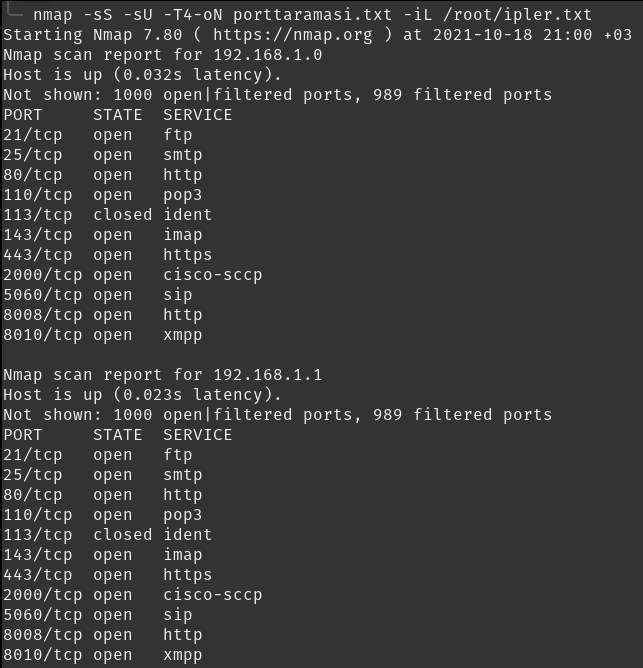 nmap -sS -sU -T4-oN porttaramasi.txt -iL /root/ipler.txt
Starting Nmap 7.80 ( https://nmap.org ) at 2021-10-18 21:00 +03
Nmap scan report for 192.168.1.0
Host is up (0.032s latency).
Not shown: 1000 open|filtered ports, 989 filtered ports
PORT     STATE  SERVICE
21/tcp   open   ftp
25/tcp   open   smtp
80/tcp   open   http
110/tcp  open   pop3
113/tcp  closed ident
143/tcp  open   imap
443/tcp  open   https
2000/tcp open   cisco-sccp
5060/tcp open   sip
8008/tcp open   http
8010/tcp open   xmpp
Nmap scan report for 192.168.1.1
Host is up (0.023s latency).
Not shown: 1000 open|filtered ports, 989 filtered ports
PORT     STATE  SERVICE
21/tcp   open   ftp
25/tcp   open   smtp
80/tcp   open   http
110/tcp  open   pop3
113/tcp  closed ident
143/tcp  open   imap
443/tcp  open   https
2000/tcp open   cisco-sccp
5060/tcp open   sip
8008/tcp open   http
8010/tcp open   xmpp